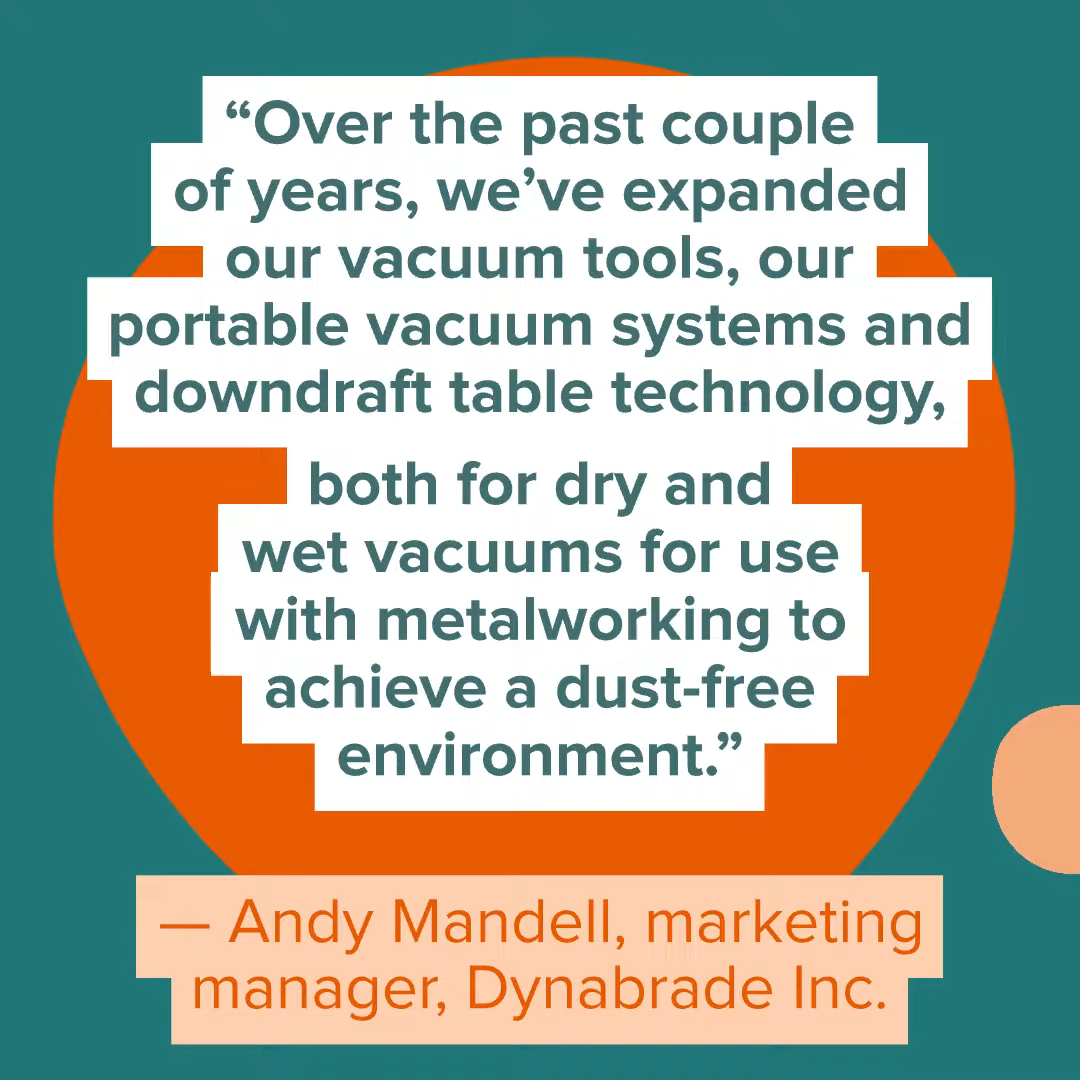 “Over the past couple
of years, we’ve expanded
our vacuum tools, our
portable vacuum systems and
downdraft table technology,
both for dry and
wet vacuums for use
with metalworking to
achieve a dust-free
environment.”
— Andy Mandell, marketing
manager, Dynabrade Inc.